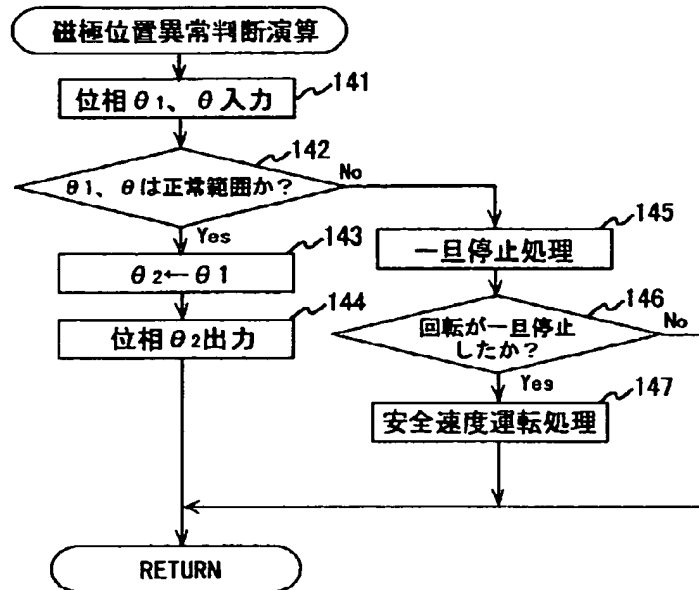 磁極位置異常判断演算
位相θ1、θ入力
141
θ1、θは正常範囲か?
142
No
Yes
θ2←θ1
143
位相θ2出力
144
一旦停止処理
145
回転が一旦停止
したか?
146
No
Yes
安全速度運転処理
147
RETURN